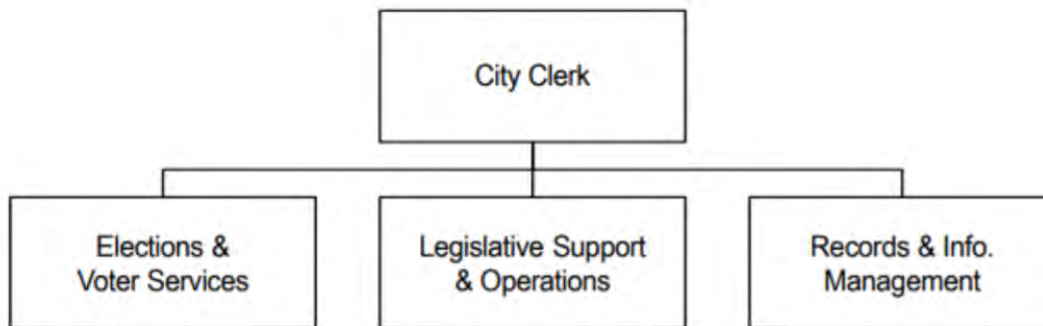 City Clerk
Elections &
Voter Services
Legislative Support
& Operations
Records & Info.
Management